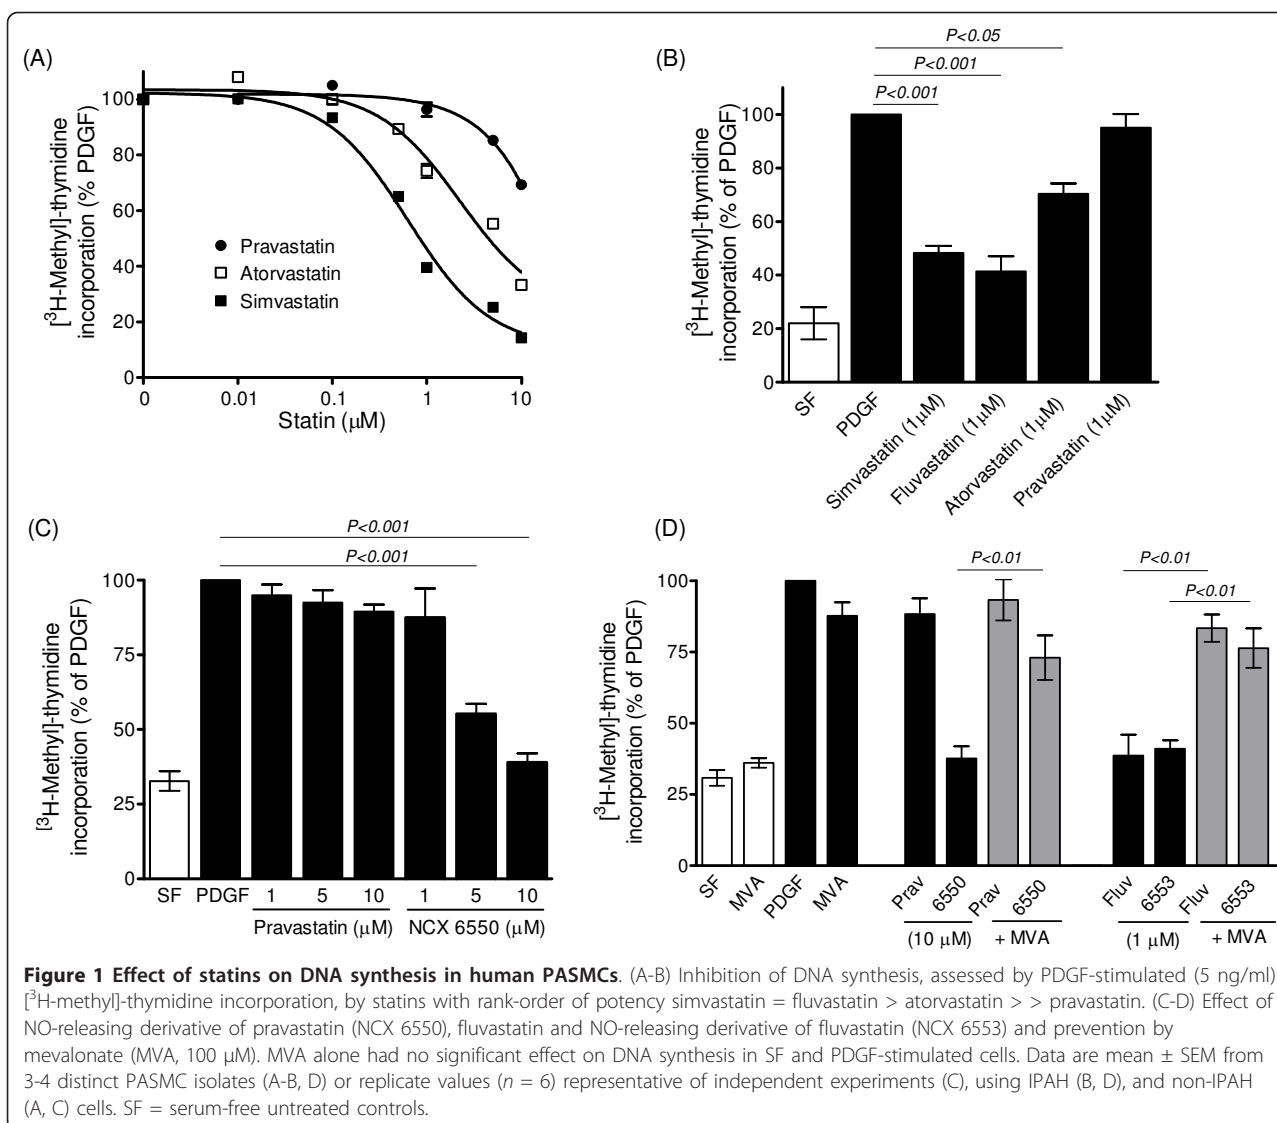 (A)
[³H-Methyl]-thymidine
incorporation (% PDGF)
100
80
60
40
20
0
Pravastatin
Atorvastatin
Simvastatin
0 0.01 0.1 1 10
Statin (µM)
(B)
P<0.05
P<0.001
P<0.001
[³H-Methyl]-thymidine
incorporation (% of PDGF)
100
80
60
40
20
0
SF
PDGF
Simvastatin (1µM)
Fluvastatin (1µM)
Atorvastatin (1µM)
Pravastatin (1µM)
(C)
P<0.001
P<0.001
[³H-Methyl]-thymidine
incorporation (% of PDGF)
100
75
50
25
0
SF PDGF 1 5 10 1 5 10
Pravastatin (µM) NCX 6550 (µM)
(D)
P<0.01 P<0.01
P<0.01
[³H-Methyl]-thymidine
incorporation (% of PDGF)
100
75
50
25
0
SF MVA PDGF MVA Prav 6550 Prav 6550 Fluv 6553 Fluv 6553
(10 µM) + MVA (1 µM) + MVA
Figure 1 Effect of statins on DNA synthesis in human PASMCs. (A-B) Inhibition of DNA synthesis, assessed by PDGF-stimulated (5 ng/ml)
[³H-methyl]-thymidine incorporation, by statins with rank-order of potency simvastatin = fluvastatin > atorvastatin > > pravastatin. (C-D) Effect of
NO-releasing derivative of pravastatin (NCX 6550), fluvastatin and NO-releasing derivative of fluvastatin (NCX 6553) and prevention by
mevalonate (MVA, 100 µM). MVA alone had no significant effect on DNA synthesis in SF and PDGF-stimulated cells. Data are mean ± SEM from
3-4 distinct PASMC isolates (A-B, D) or replicate values (n = 6) representative of independent experiments (C), using IPAH (B, D), and non-IPAH
(A, C) cells. SF = serum-free untreated controls.